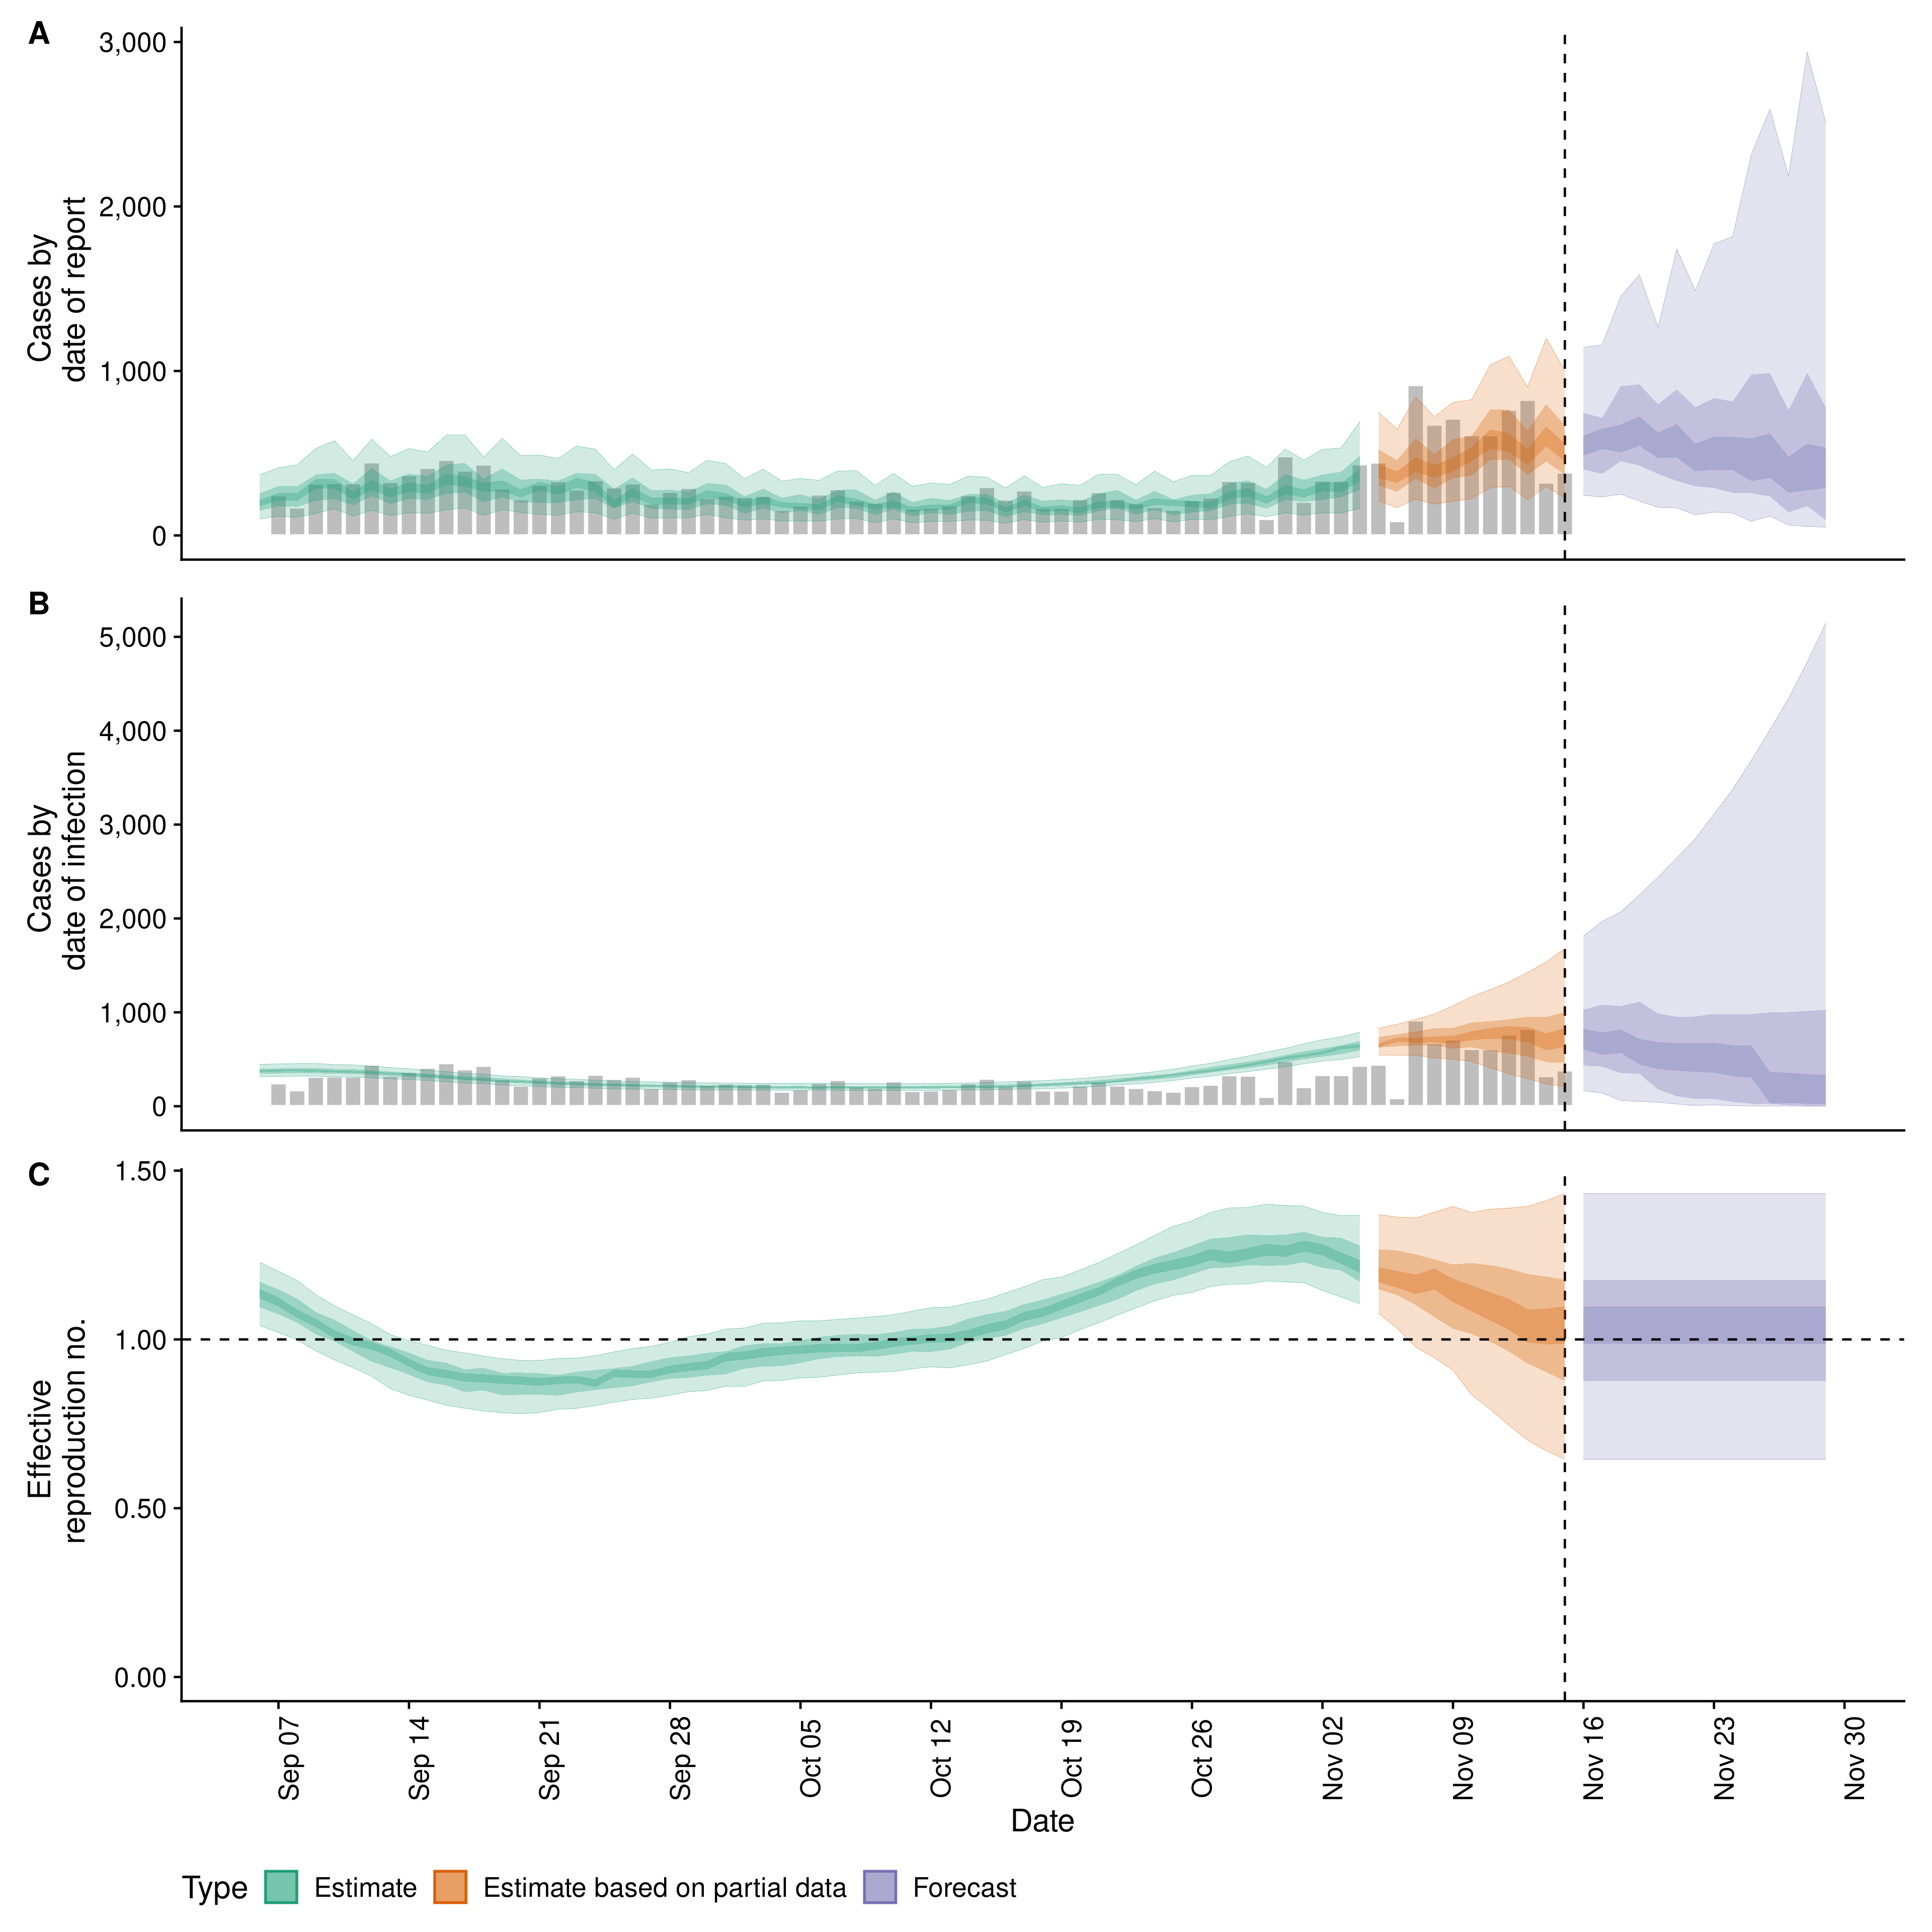 A
Cases by
date of report
3,000
2,000
1,000
0
B
Cases by
date of infection
5,000
4,000
3,000
2,000
1,000
0
C
Effective
reproduction no.
1.50
1.00
0.50
0.00
Sep 07
Sep 14
Sep 21
Sep 28
Oct 05
Oct 12
Oct 19
Oct 26
Nov 02
Nov 09
Nov 16
Nov 23
Nov 30
Date
Type Estimate Estimate based on partial data Forecast